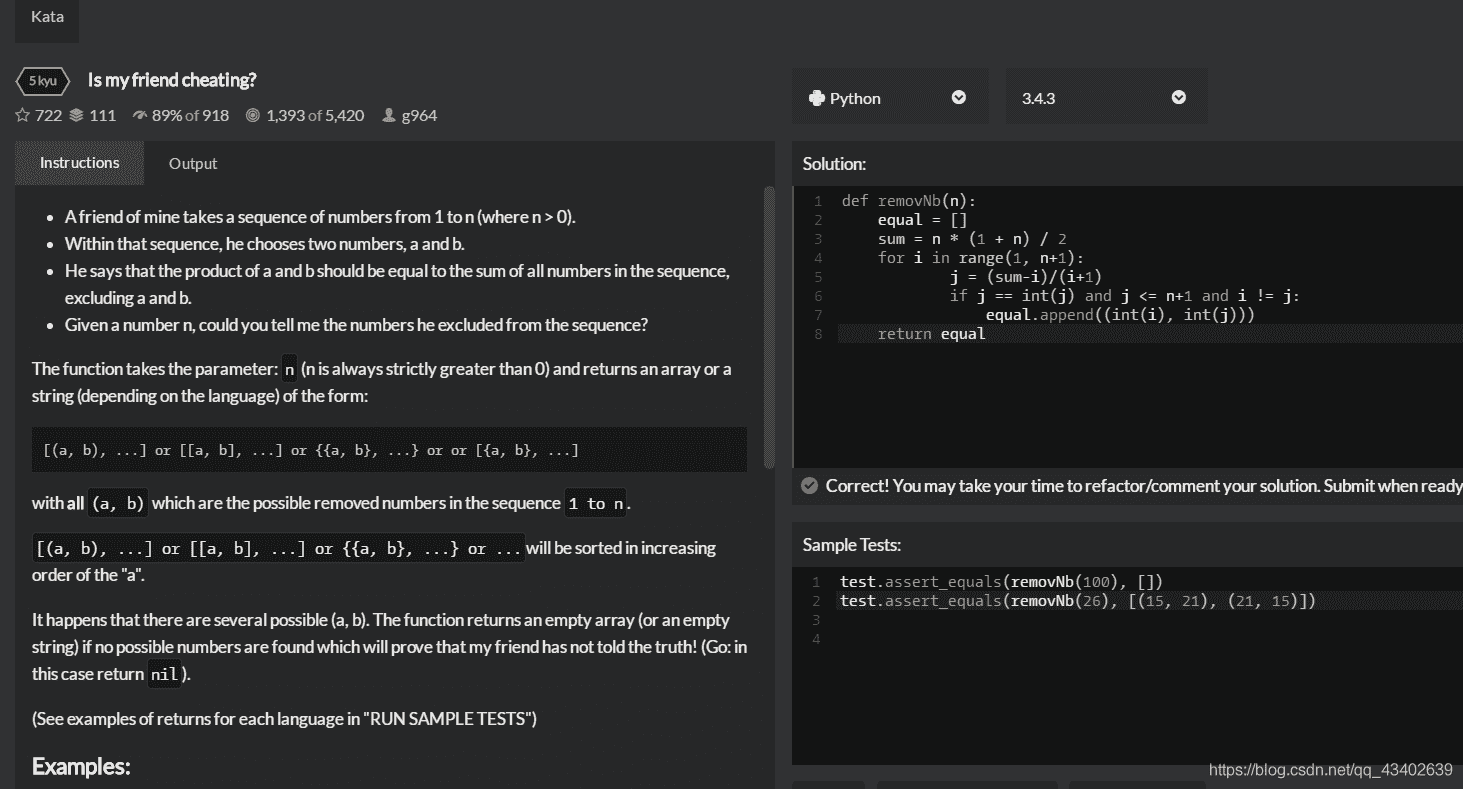 Kata
5 kyu Is my friend cheating?
722 111 89% of 918 1,393 of 5,420 g964
Python 3.4.3
Instructions Output
• A friend of mine takes a sequence of numbers from 1 to n (where n > 0).
• Within that sequence, he chooses two numbers, a and b.
• He says that the product of a and b should be equal to the sum of all numbers in the sequence,
excluding a and b.
• Given a number n, could you tell me the numbers he excluded from the sequence?
The function takes the parameter: n (n is always strictly greater than 0) and returns an array or a
string (depending on the language) of the form:
[(a, b), ...] or [[a, b], ...] or {{a, b}, ...} or or [{a, b}, ...]
with all (a, b) which are the possible removed numbers in the sequence 1 to n.
[(a, b), ...] or [[a, b], ...] or {{a, b}, ...} or ... will be sorted in increasing
order of the "a".
It happens that there are several possible (a, b). The function returns an empty array (or an empty
string) if no possible numbers are found which will prove that my friend has not told the truth! (Go: in
this case return nil).
(See examples of returns for each language in "RUN SAMPLE TESTS")
Examples:
Solution:
1 def removNb(n):
2 equal = []
3 sum = n * (1 + n) / 2
4 for i in range(1, n+1):
5 j = (sum-i)/(i+1)
6 if j == int(j) and j <= n+1 and i != j:
7 equal.append((int(i), int(j)))
8 return equal
Correct! You may take your time to refactor/comment your solution. Submit when ready
Sample Tests:
1 test.assert_equals(removNb(100), [])
2 test.assert_equals(removNb(26), [(15, 21), (21, 15)])
3
4
https://blog.csdn.net/qq_43402639